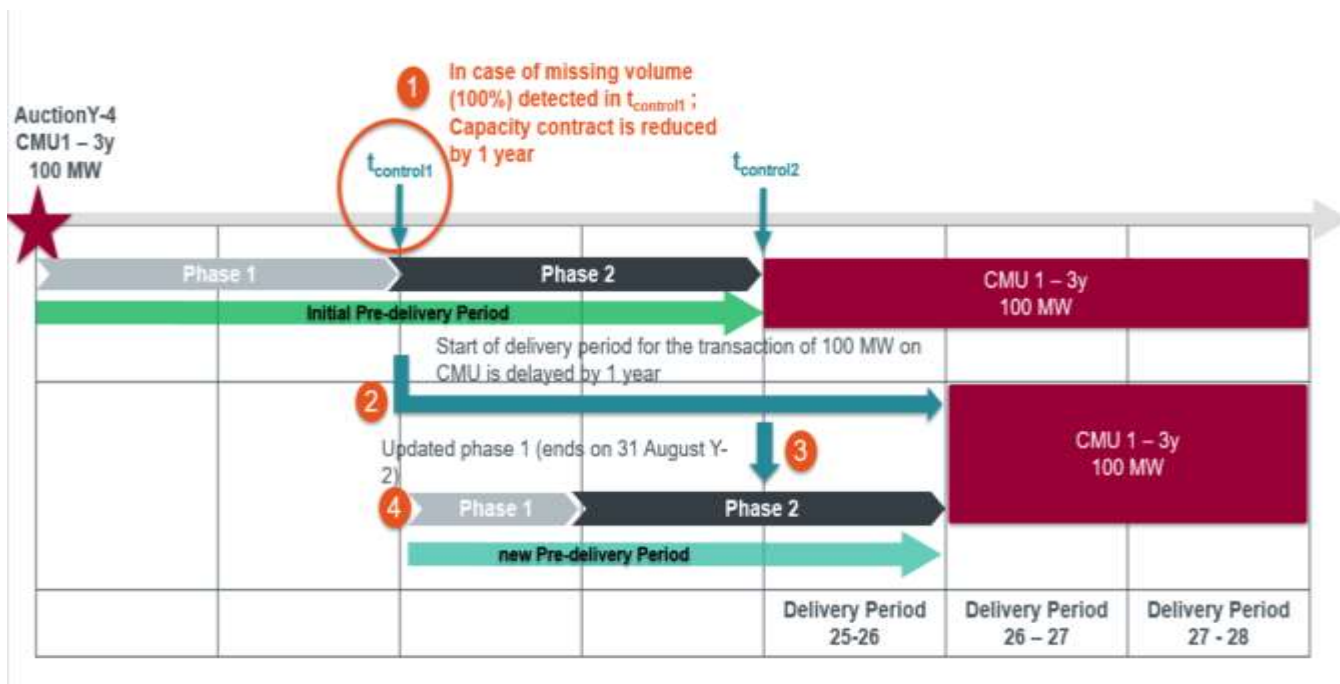 1
In case of missing volume
(100%) detected in tcontrol1 ;
Capacity contract is reduced
by 1 year
AuctionY-4
CMU1 – 3y
100 MW
tcontrol1
tcontrol2
Phase 1
Phase 2
CMU 1 – 3y
100 MW
Initial Pre-delivery Period
Start of delivery period for the transaction of 100 MW on
CMU is delayed by 1 year
2
3
Updated phase 1 (ends on 31 August Y-
2)
CMU 1 – 3y
100 MW
4
Phase 1
Phase 2
new Pre-delivery Period
Delivery Period
25-26
Delivery Period
26 – 27
Delivery Period
27 - 28